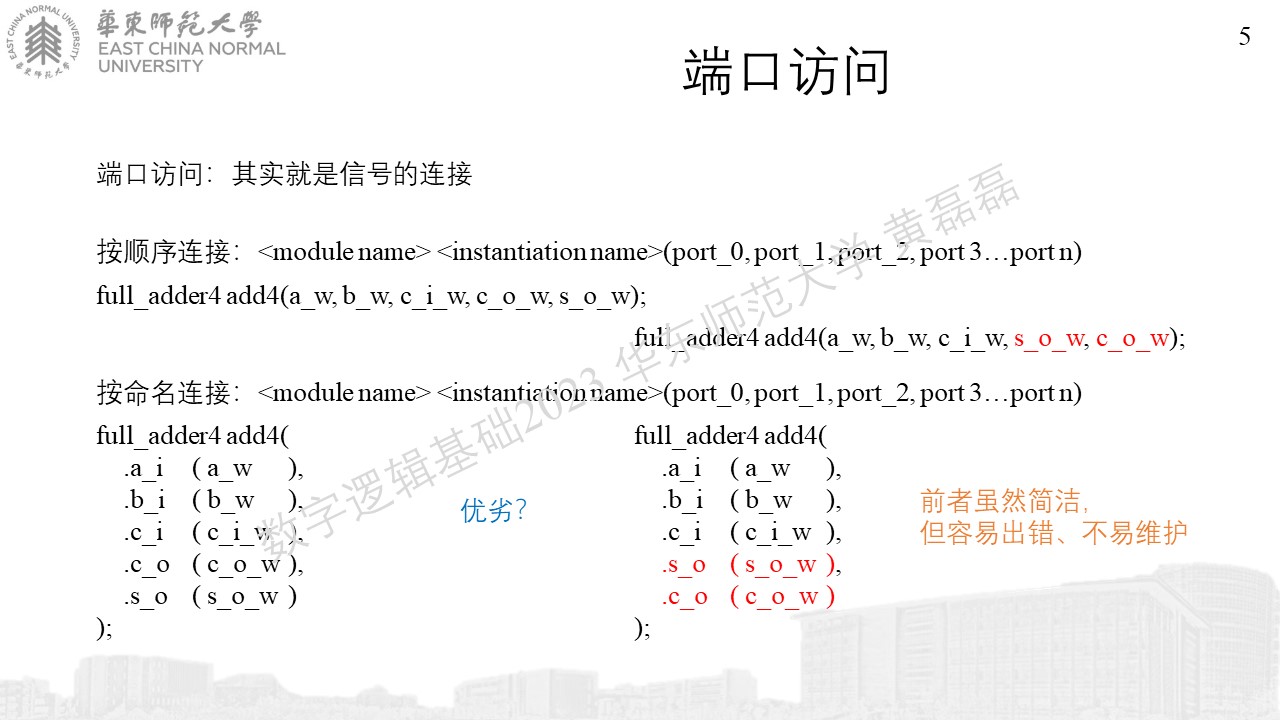 華東師範大學
EAST CHINA NORMAL
UNIVERSITY
EAST CHINA NORMAL UNIVERSITY
華東师范大学
5
端口访问
端口访问：其实就是信号的连接
按顺序连接：<module name> <instantiation name>(port_0, port_1, port_2, port 3…port n)
full_adder4 add4(a_w, b_w, c_i_w, c_o_w, s_o_w);
full_adder4 add4(a_w, b_w, c_i_w, s_o_w, c_o_w);
按命名连接：<module name> <instantiation name>(port_0, port_1, port_2, port 3…port n)
full_adder4 add4(
.a_i ( a_w ),
.b_i ( b_w ),
.c_i ( c_i_w ),
.c_o ( c_o_w ),
.s_o ( s_o_w )
);
优劣?
full_adder4 add4(
.a_i ( a_w ),
.b_i ( b_w ),
.c_i ( c_i_w ),
.s_o ( s_o_w ),
.c_o ( c_o_w )
);
前者虽然简洁，
但容易出错、不易维护
数字逻辑基础2023 华东师范大学 黄磊磊